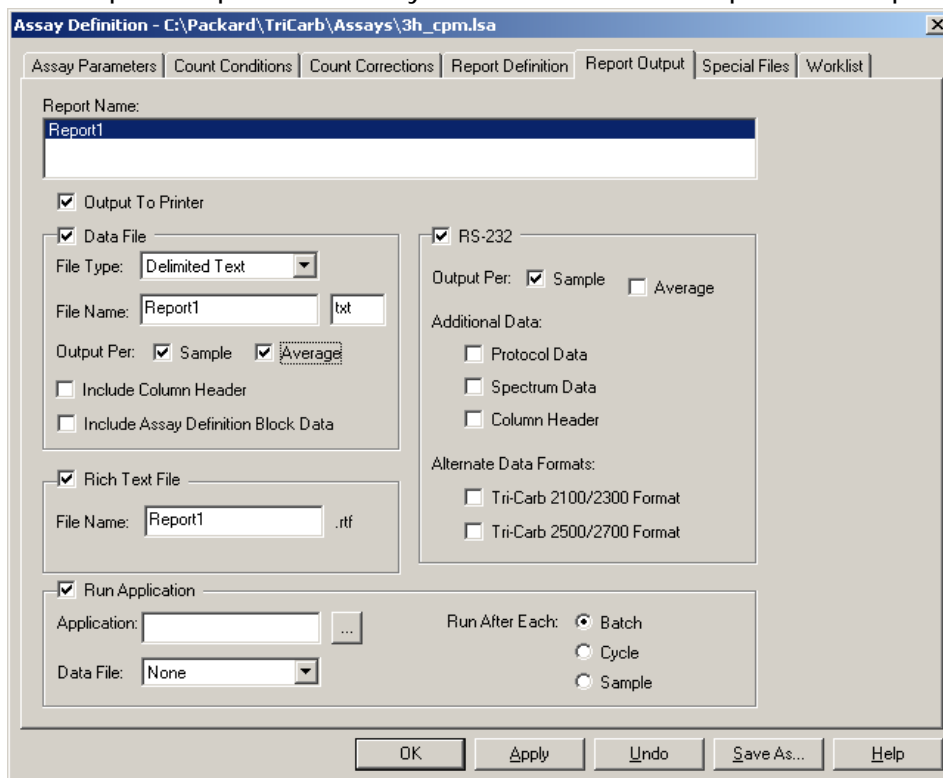 Assay Definition - C:\Packard\TriCarb\Assays\3h_cpm.lsa
Assay Parameters Count Conditions Count Corrections Report Definition Report Output Special Files Worklist
Report Name:
Report1
Output To Printer
Data File
File Type: Delimited Text
File Name: Report1 txt
Output Per: Sample Average
Include Column Header
Include Assay Definition Block Data
RS-232
Output Per: Sample Average
Additional Data:
Protocol Data
Spectrum Data
Column Header
Alternate Data Formats:
Tri-Carb 2100/2300 Format
Tri-Carb 2500/2700 Format
Rich Text File
File Name: Report1 .rtf
Run Application
Application: ...
Data File: None
Run After Each: Batch
Cycle
Sample
OK Apply Undo Save As... Help